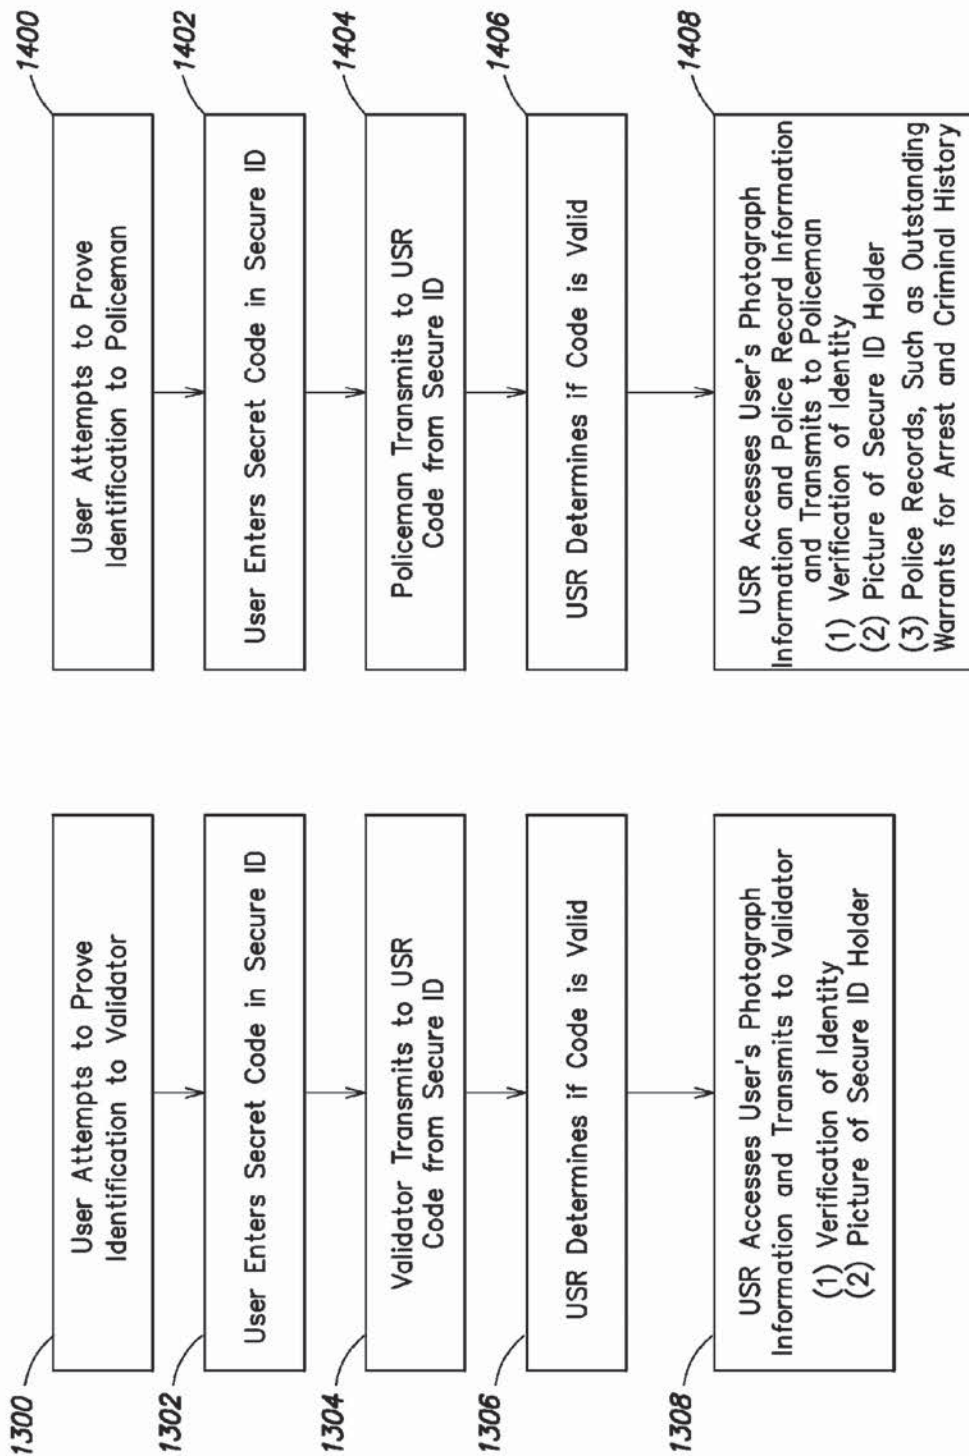 1300
User Attempts to Prove
Identification to Validator
1302
User Enters Secret Code in Secure ID
1304
Validator Transmits to USR
Code from Secure ID
1306
USR Determines if Code is Valid
1308
USR Accesses User's Photograph
Information and Transmits to Validator
(1) Verification of Identity
(2) Picture of Secure ID Holder
1400
User Attempts to Prove
Identification to Policeman
1402
User Enters Secret Code in Secure ID
1404
Policeman Transmits to USR
Code from Secure ID
1406
USR Determines if Code is Valid
1408
USR Accesses User's Photograph
Information and Police Record Information
and Transmits to Policeman
(1) Verification of Identity
(2) Picture of Secure ID Holder
(3) Police Records, Such as Outstanding
Warrants for Arrest and Criminal History